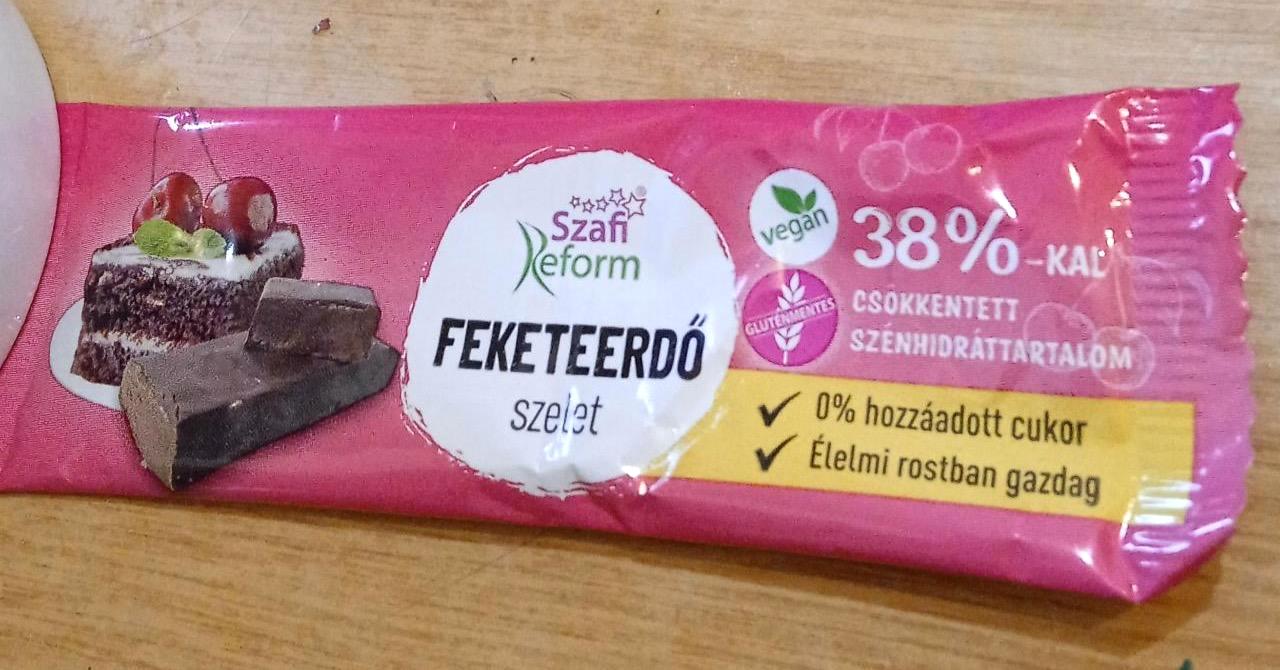 Szafi
Reform
FEKETEERDŐ
szelet
vegan
GLUTÉNMENTES
38%-KAL
CSÖKKENTETT
SZÉNHIDRÁTTARTALOM
✓ 0% hozzáadott cukor
✓ Élelmi rostban gazdag